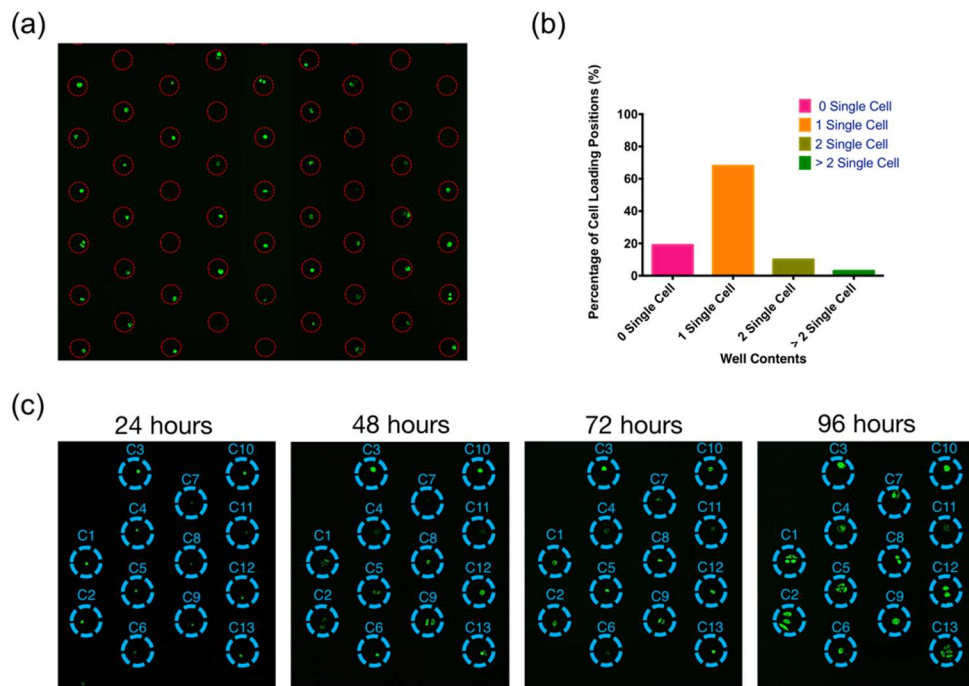 (a)
(b)
Percentage of Cell Loading Positions (%)
100
80
60
40
20
0
0 Single Cell
1 Single Cell
2 Single Cell
> 2 Single Cell
0 Single Cell
1 Single Cell
2 Single Cell
> 2 Single Cell
Well Contents
(c)
24 hours
C3
C10
C7
C4
C11
C1
C8
C5
C12
C2
C9
C6
C13
48 hours
C3
C10
C7
C4
C11
C1
C8
C5
C12
C2
C9
C6
C13
72 hours
C3
C10
C7
C4
C11
C1
C8
C5
C12
C2
C9
C6
C13
96 hours
C3
C10
C7
C4
C11
C1
C8
C5
C12
C2
C9
C6
C13